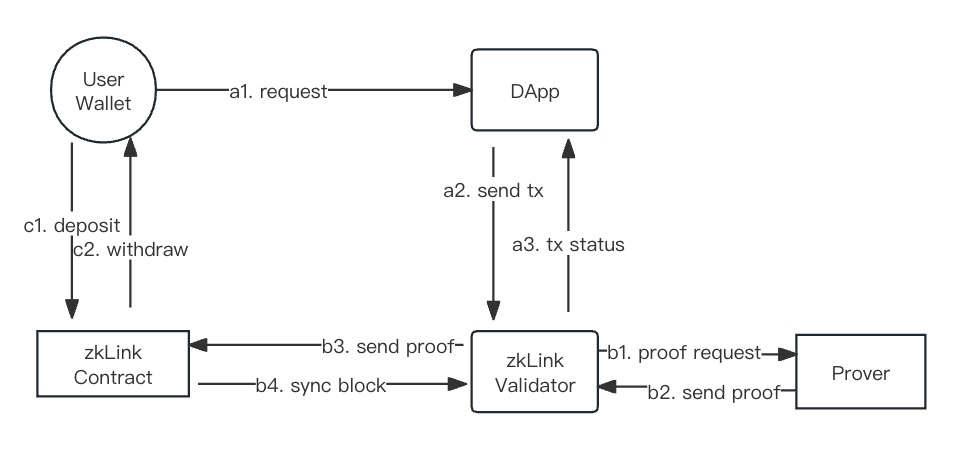 User
Wallet
a1. request
DApp
a2. send tx
a3. tx status
c1. deposit
c2. withdraw
zkLink
Contract
b3. send proof
b4. sync block
zkLink
Validator
b1. proof request
b2. send proof
Prover